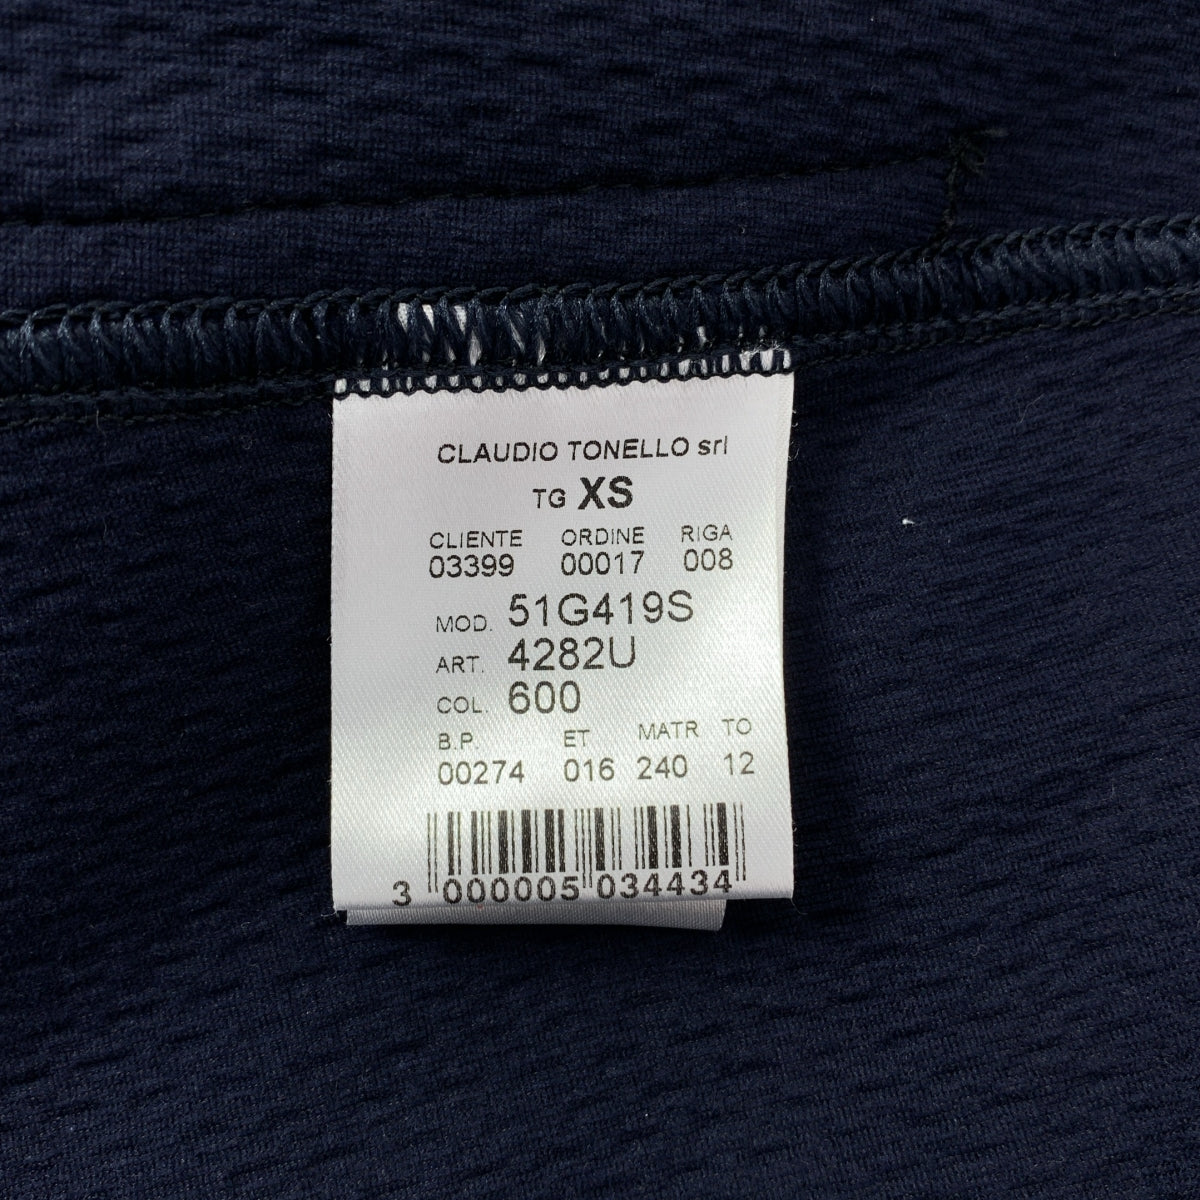 CLAUDIO TONELLO srl
TG XS
CLIENTE ORDINE RIGA
03399 00017 008
MOD. 51G419S
ART. 4282U
COL. 600
B.P. ET MATR TO
00274 016 240 12
3 000005 034434